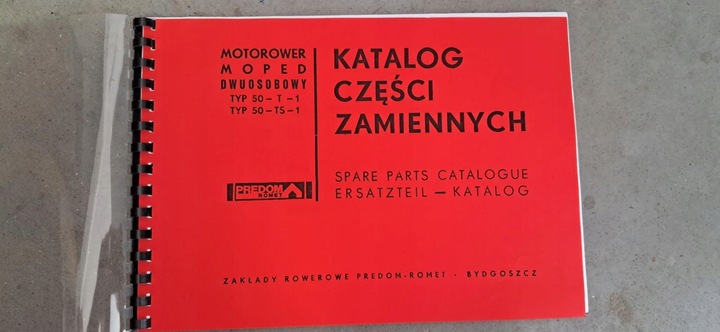 MOTOROWER
MOPED
DWUOSOBOWY
TYP 50-T-1
TYP 50-TS-1
PREDOM
ROMET
KATALOG
CZĘŚCI
ZAMIENNYCH
SPARE PARTS CATALOGUE
ERSATZTEIL — KATALOG
ZAKŁADY ROWEROWE PREDOM-ROMET - BYDGOSZCZ